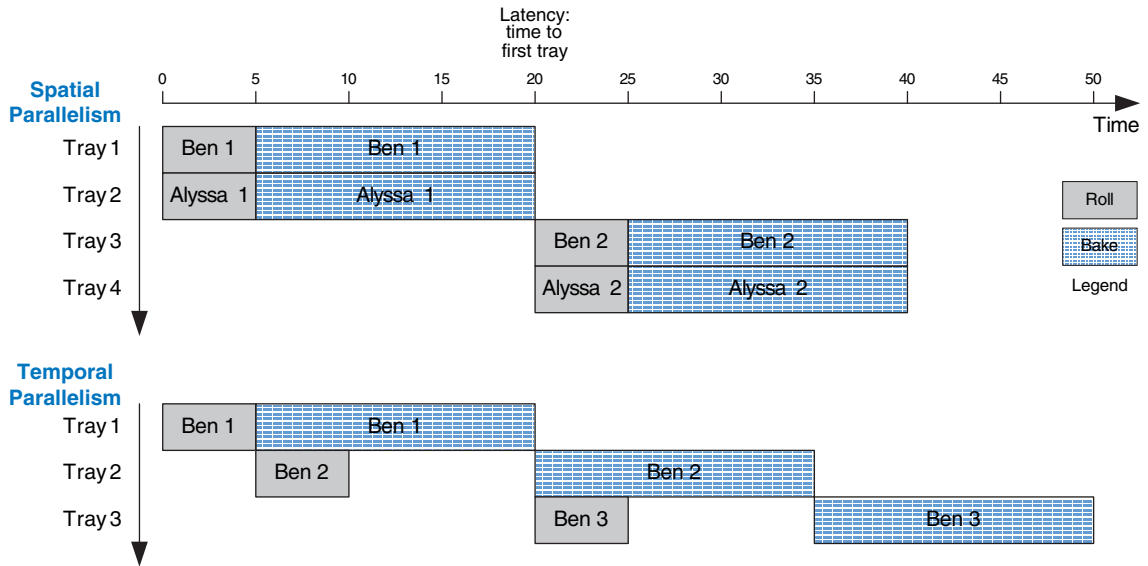 Latency:
time to
first tray
0 5 10 15 20 25 30 35 40 45 50
Time
Spatial
Parallelism
Tray 1 Ben 1 Ben 1
Tray 2 Alyssa 1 Alyssa 1
Tray 3 Ben 2 Ben 2
Tray 4 Alyssa 2 Alyssa 2
Roll
Bake
Legend
Temporal
Parallelism
Tray 1 Ben 1 Ben 1
Tray 2 Ben 2 Ben 2
Tray 3 Ben 3 Ben 3